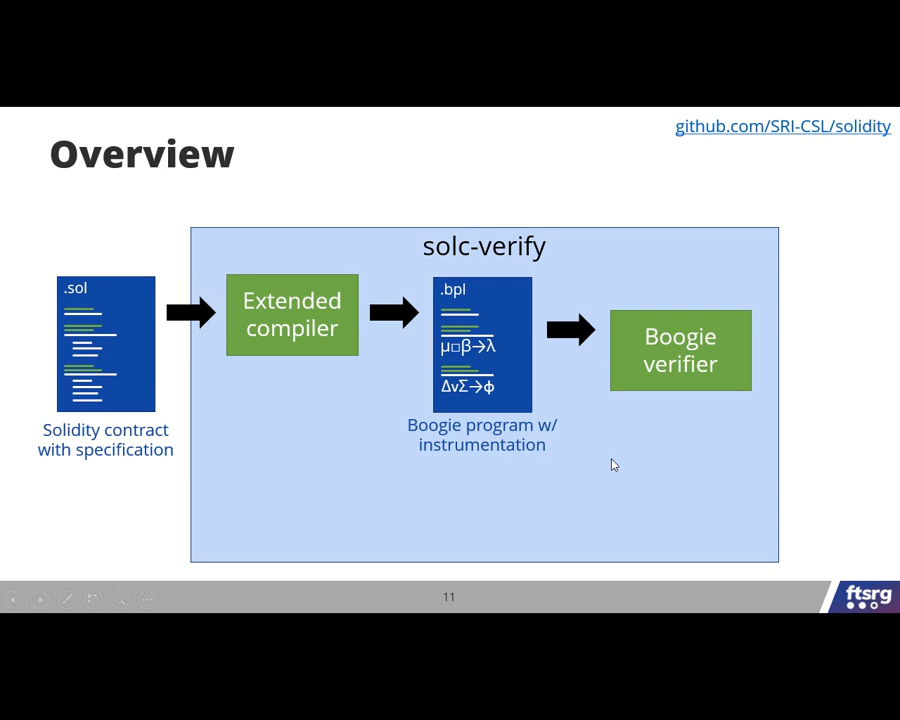 github.com/SRI-CSL/solidity
Overview
solc-verify
.sol
Extended
compiler
.bpl
μ□β→λ
ΔvΣ→ϕ
Boogie
verifier
Solidity contract
with specification
Boogie program w/
instrumentation
11
ftsrg